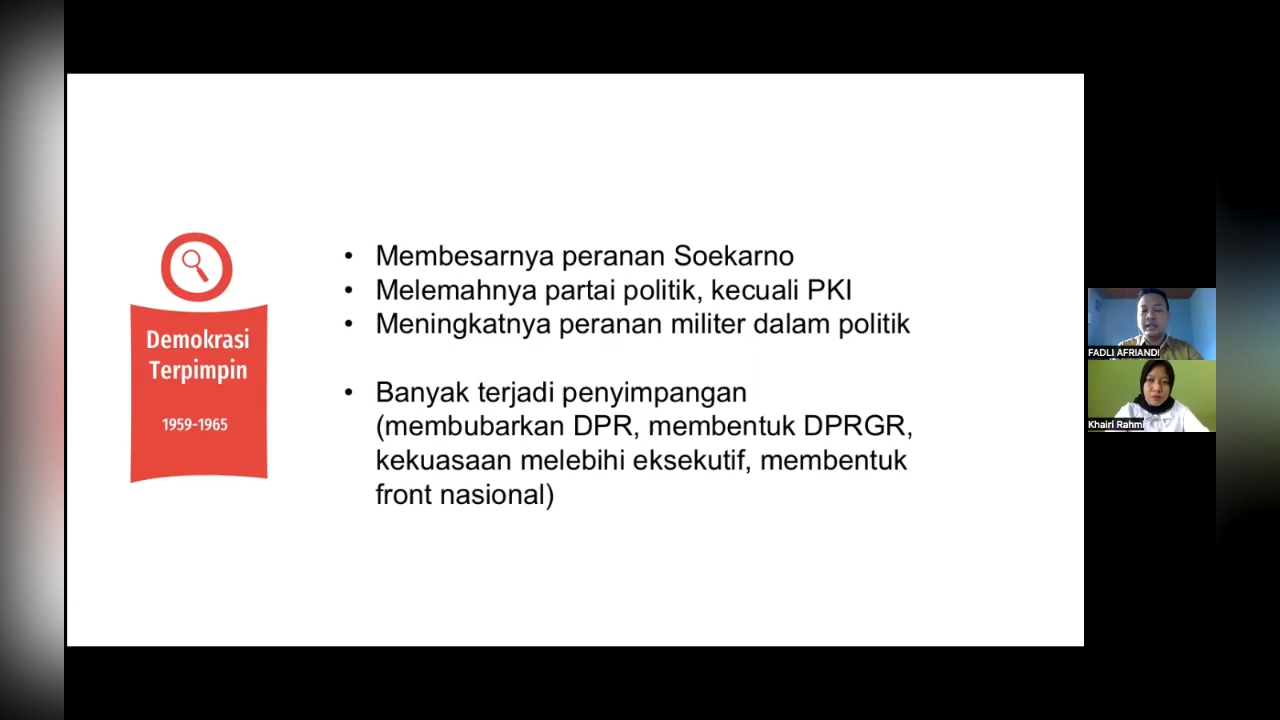 Demokrasi
Terpimpin
1959-1965
• Membesarnya peranan Soekarno
• Melemahnya partai politik, kecuali PKI
• Meningkatnya peranan militer dalam politik
• Banyak terjadi penyimpangan
(membubarkan DPR, membentuk DPRGR,
kekuasaan melebihi eksekutif, membentuk
front nasional)
FADLI AFRIANDI
Khairi Rahmi